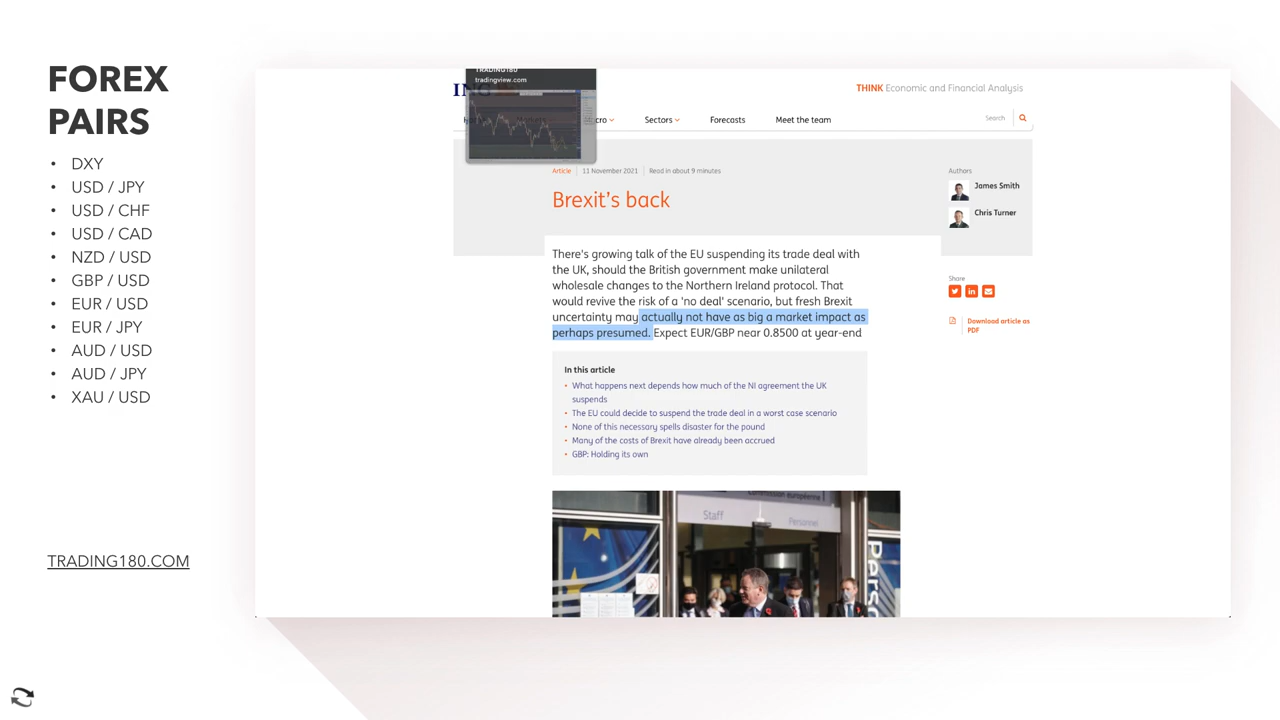 FOREX
PAIRS
• DXY
• USD / JPY
• USD / CHF
• USD / CAD
• NZD / USD
• GBP / USD
• EUR / USD
• EUR / JPY
• AUD / USD
• AUD / JPY
• XAU / USD
TRADING180.COM
TRADING180
tradingview.com
THINK Economic and Financial Analysis
Sectors
Forecasts
Meet the team
Search
Article
11 November 2021
Read in about 9 minutes
Brexit's back
There's growing talk of the EU suspending its trade deal with
the UK, should the British government make unilateral
wholesale changes to the Northern Ireland protocol. That
would revive the risk of a 'no deal' scenario, but fresh Brexit
uncertainty may actually not have as big a market impact as
perhaps presumed. Expect EUR/GBP near 0.8500 at year-end
In this article
• What happens next depends how much of the NI agreement the UK
suspends
• The EU could decide to suspend the trade deal in a worst case scenario
• None of this necessary spells disaster for the pound
• Many of the costs of Brexit have already been accrued
• GBP: Holding its own
Authors
James Smith
Chris Turner
Share
Download article as
PDF
Commission européenne
Staff
Personnel